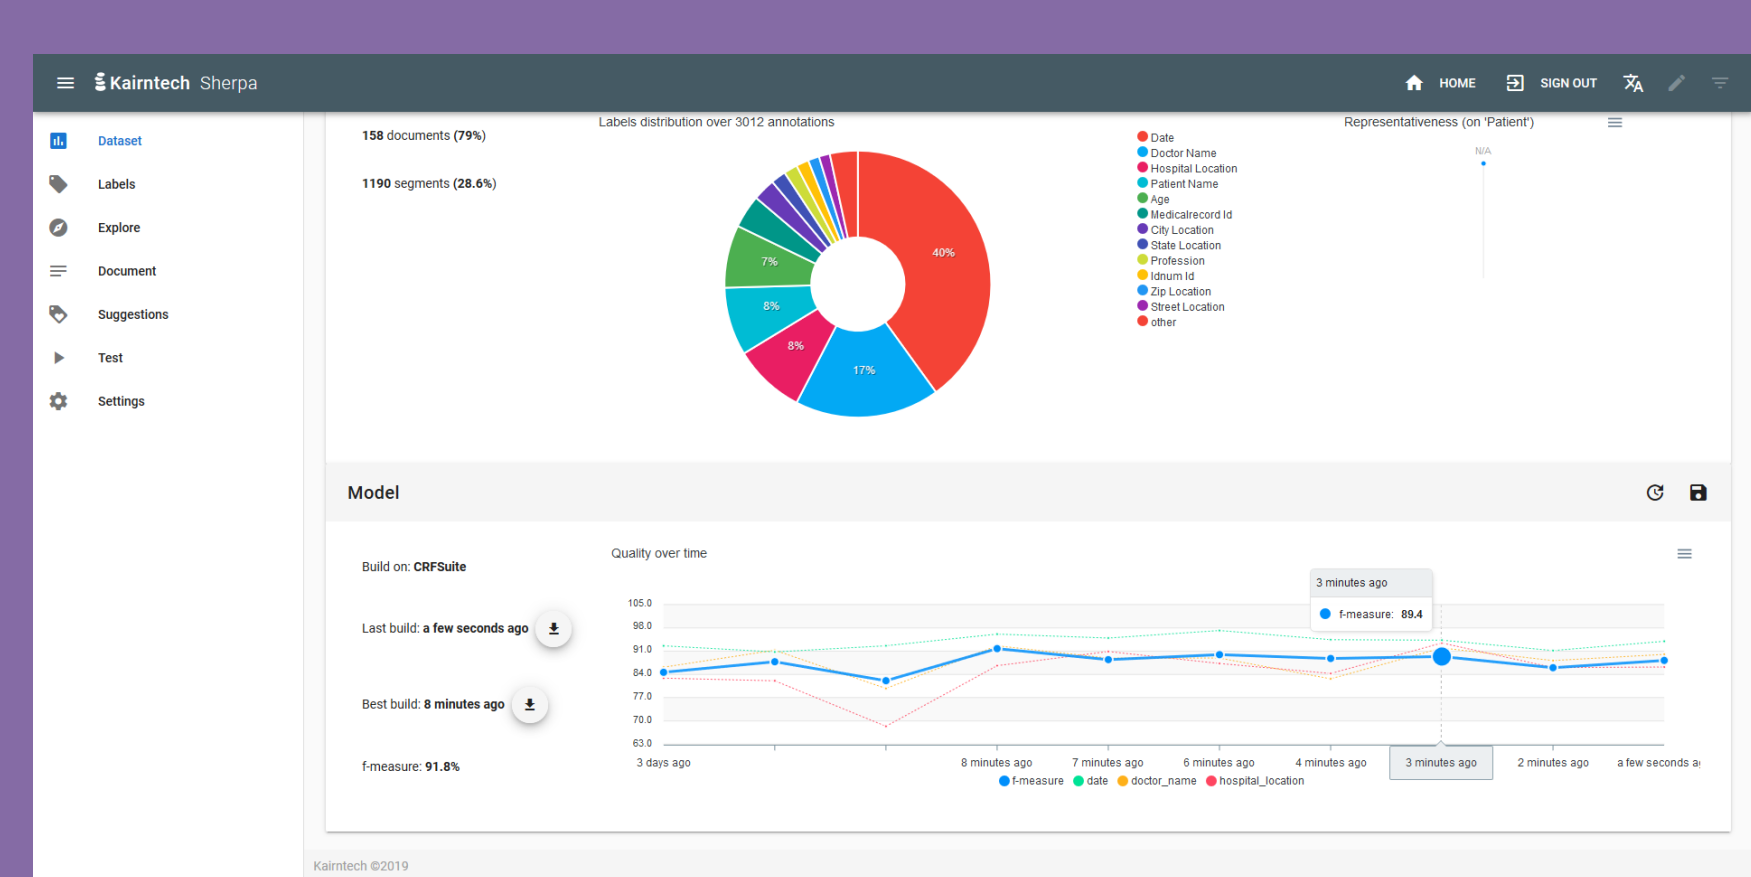 Kairntech Sherpa
HOME
SIGN OUT
Dataset
Labels
Explore
Document
Suggestions
Test
Settings
158 documents (79%)
1190 segments (28.6%)
Labels distribution over 3012 annotations
40%
17%
8%
8%
7%
Date
Doctor Name
Hospital Location
Patient Name
Age
Medicalrecord Id
City Location
State Location
Profession
Idnum Id
Zip Location
Street Location
other
Representativeness (on 'Patient')
N/A
Model
Build on: CRFSuite
Last build: a few seconds ago
Best build: 8 minutes ago
f-measure: 91.8%
Quality over time
3 minutes ago
f-measure: 89.4
105.0
98.0
91.0
84.0
77.0
70.0
63.0
3 days ago
8 minutes ago
7 minutes ago
6 minutes ago
4 minutes ago
3 minutes ago
2 minutes ago
a few seconds a
f-measure
date
doctor_name
hospital_location
Kairntech ©2019